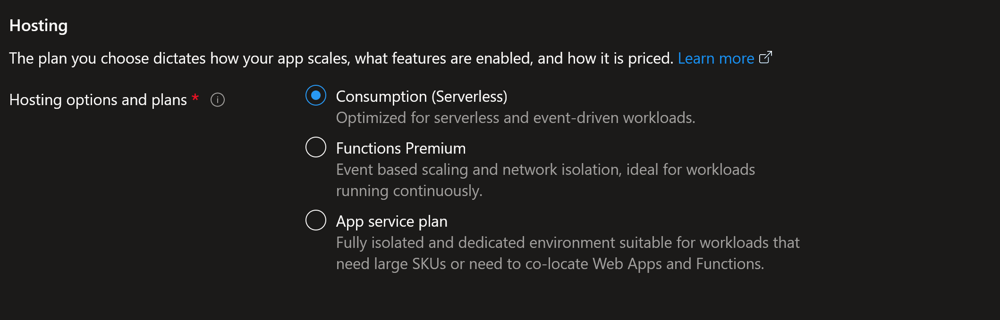 Hosting
The plan you choose dictates how your app scales, what features are enabled, and how it is priced. Learn more
Hosting options and plans *
Consumption (Serverless)
Optimized for serverless and event-driven workloads.
Functions Premium
Event based scaling and network isolation, ideal for workloads
running continuously.
App service plan
Fully isolated and dedicated environment suitable for workloads that
need large SKUs or need to co-locate Web Apps and Functions.